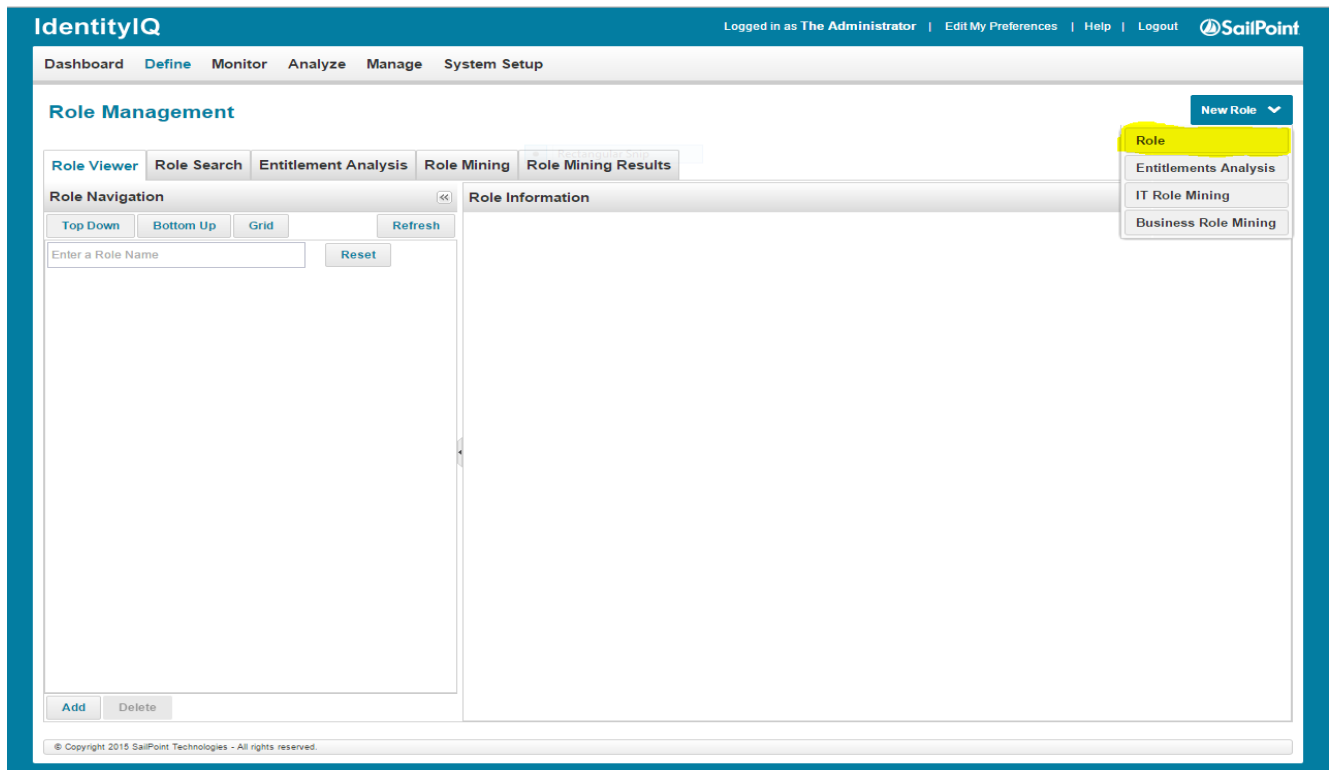 IdentityIQ
Logged in as The Administrator | Edit My Preferences | Help | Logout SailPoint
Dashboard Define Monitor Analyze Manage System Setup
Role Management
New Role
Role
Entitlements Analysis
IT Role Mining
Business Role Mining
Role Viewer Role Search Entitlement Analysis Role Mining Role Mining Results
Rectangular Snip
Role Navigation
Role Information
Top Down Bottom Up Grid Refresh
Enter a Role Name Reset
Add Delete
© Copyright 2015 SailPoint Technologies - All rights reserved.